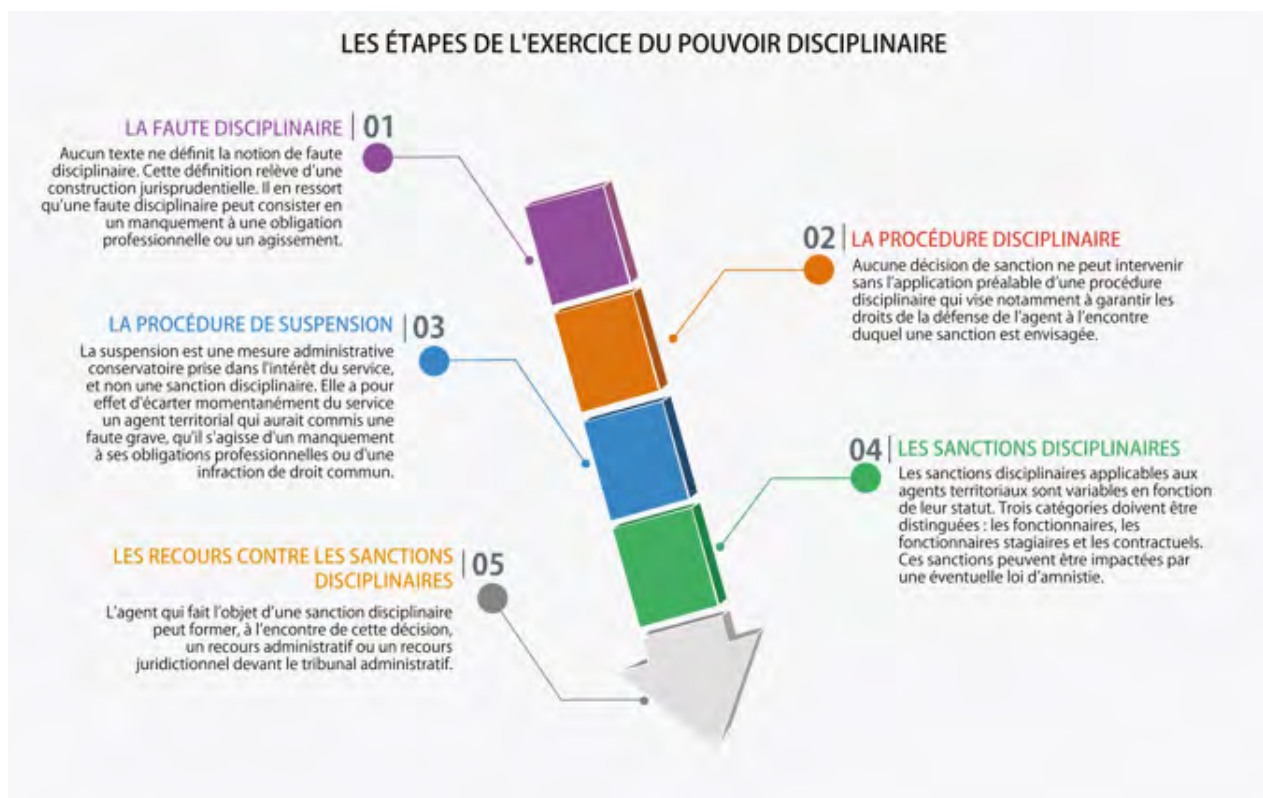 LES ÉTAPES DE L'EXERCICE DU POUVOIR DISCIPLINAIRE
LA FAUTE DISCIPLINAIRE | 01
Aucun texte ne définit la notion de faute
disciplinaire. Cette définition relève d'une
construction jurisprudentielle. Il en ressort
qu'une faute disciplinaire peut consister en
un manquement à une obligation
professionnelle ou un agissement.
02 | LA PROCÉDURE DISCIPLINAIRE
Aucune décision de sanction ne peut intervenir
sans l'application préalable d'une procédure
disciplinaire qui vise notamment à garantir les
droits de la défense de l'agent à l'encontre
duquel une sanction est envisagée.
LA PROCÉDURE DE SUSPENSION | 03
La suspension est une mesure administrative
conservatoire prise dans l'intérêt du service,
et non une sanction disciplinaire. Elle a pour
effet d'écarter momentanément du service
un agent territorial qui aurait commis une
faute grave, qu'il s'agisse d'un manquement
à ses obligations professionnelles ou d'une
infraction de droit commun.
04 | LES SANCTIONS DISCIPLINAIRES
Les sanctions disciplinaires applicables aux
agents territoriaux sont variables en fonction
de leur statut. Trois catégories doivent être
distinguées : les fonctionnaires, les
fonctionnaires stagiaires et les contractuels.
Ces sanctions peuvent être impactées par
une éventuelle loi d'amnistie.
LES RECOURS CONTRE LES SANCTIONS | 05
DISCIPLINAIRES
L'agent qui fait l'objet d'une sanction disciplinaire
peut former, à l'encontre de cette décision,
un recours administratif ou un recours
juridictionnel devant le tribunal administratif.